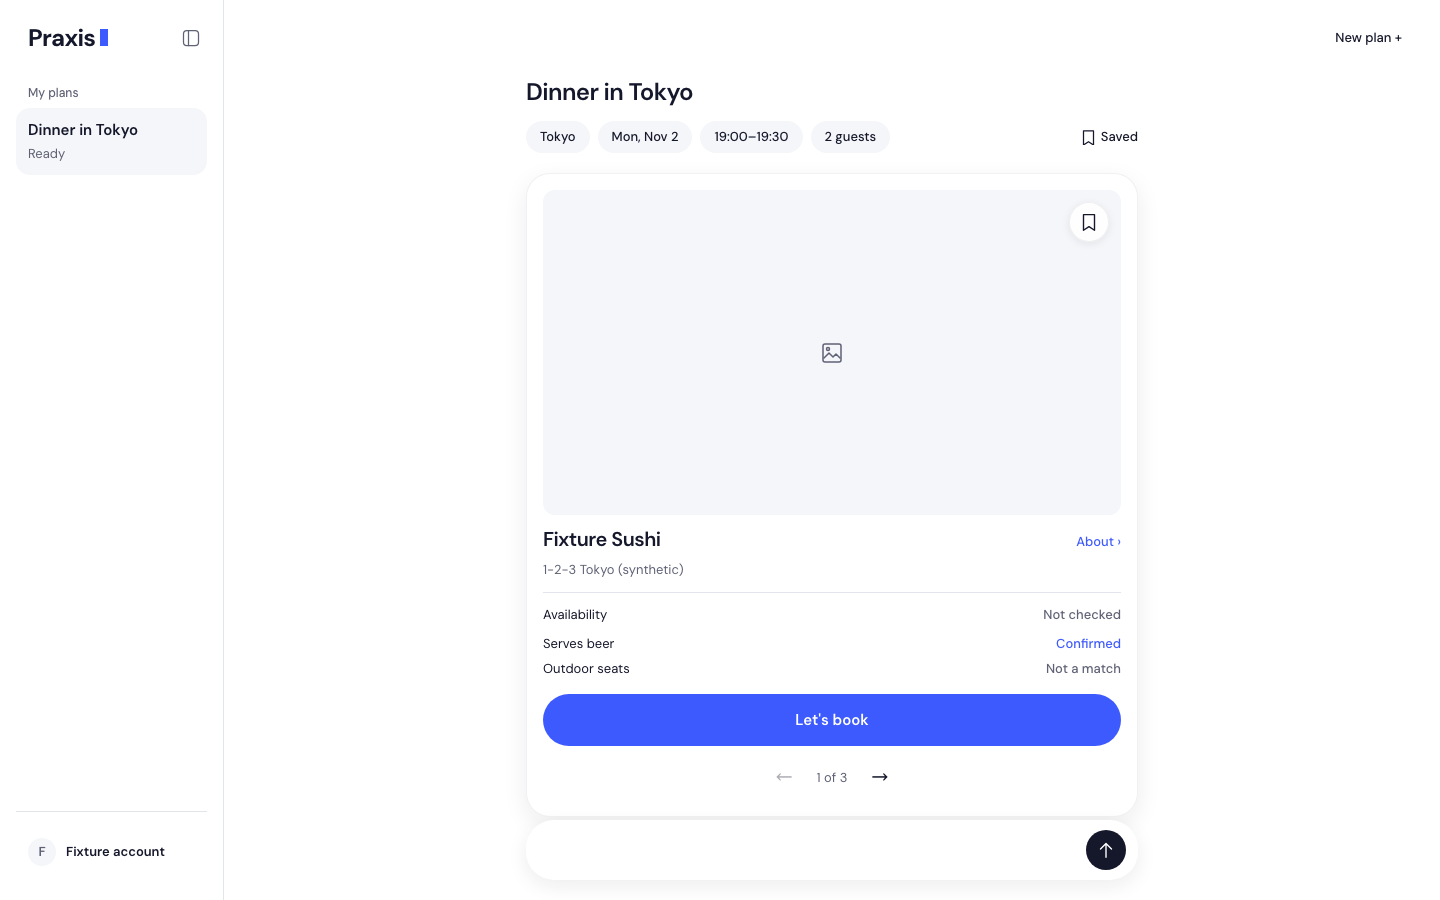 Praxis
New plan +
My plans
Dinner in Tokyo
Ready
Dinner in Tokyo
Tokyo
Mon, Nov 2
19:00–19:30
2 guests
Saved
Fixture Sushi
About ›
1-2-3 Tokyo (synthetic)
Availability
Not checked
Serves beer
Confirmed
Outdoor seats
Not a match
Let's book
← 1 of 3 →
F
Fixture account